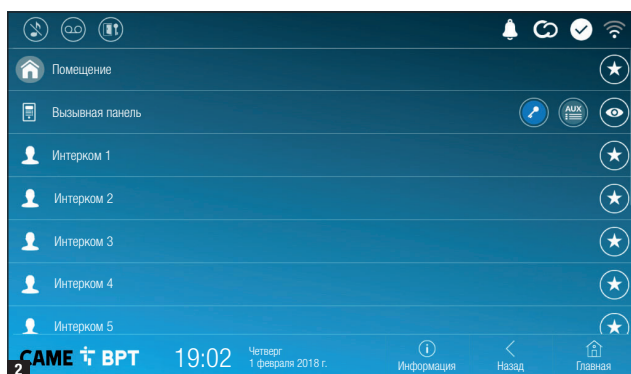 Помещение
Вызывная панель
AUX
Интерком 1
Интерком 2
Интерком 3
Интерком 4
Интерком 5
2
CAME BPT
19:02
Четверг
1 февраля 2018 г.
Информация
Назад
Главная